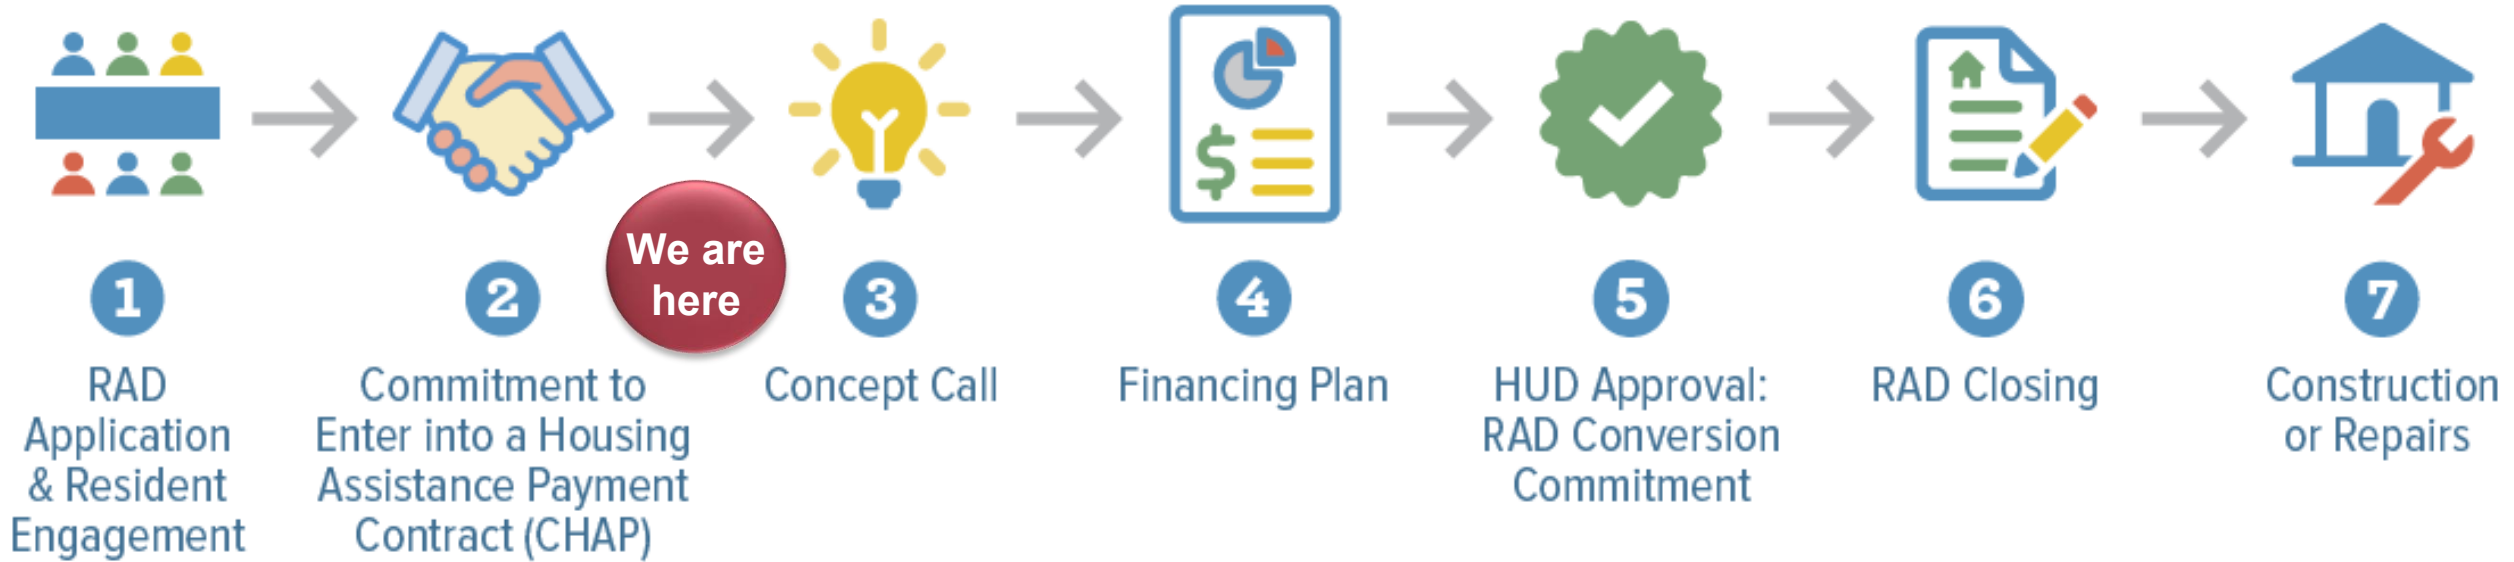 We are
here
1
2
3
4
5
6
7
RAD
Application
& Resident
Engagement
Commitment to
Enter into a Housing
Assistance Payment
Contract (CHAP)
Concept Call
$
Financing Plan
HUD Approval:
RAD Conversion
Commitment
RAD Closing
Construction
or Repairs